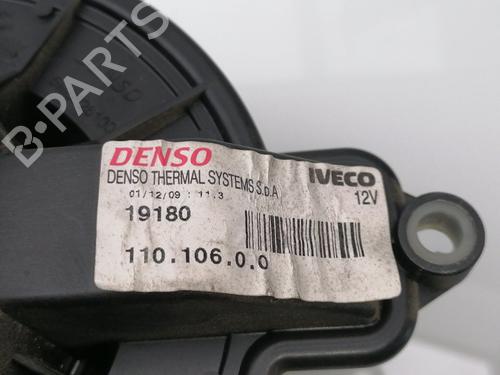 B-PARTS
DENSO
DENSO THERMAL SYSTEMS S.p.A
IVECO
01/12/09 : 11.3
12V
19180
110.106.0.0